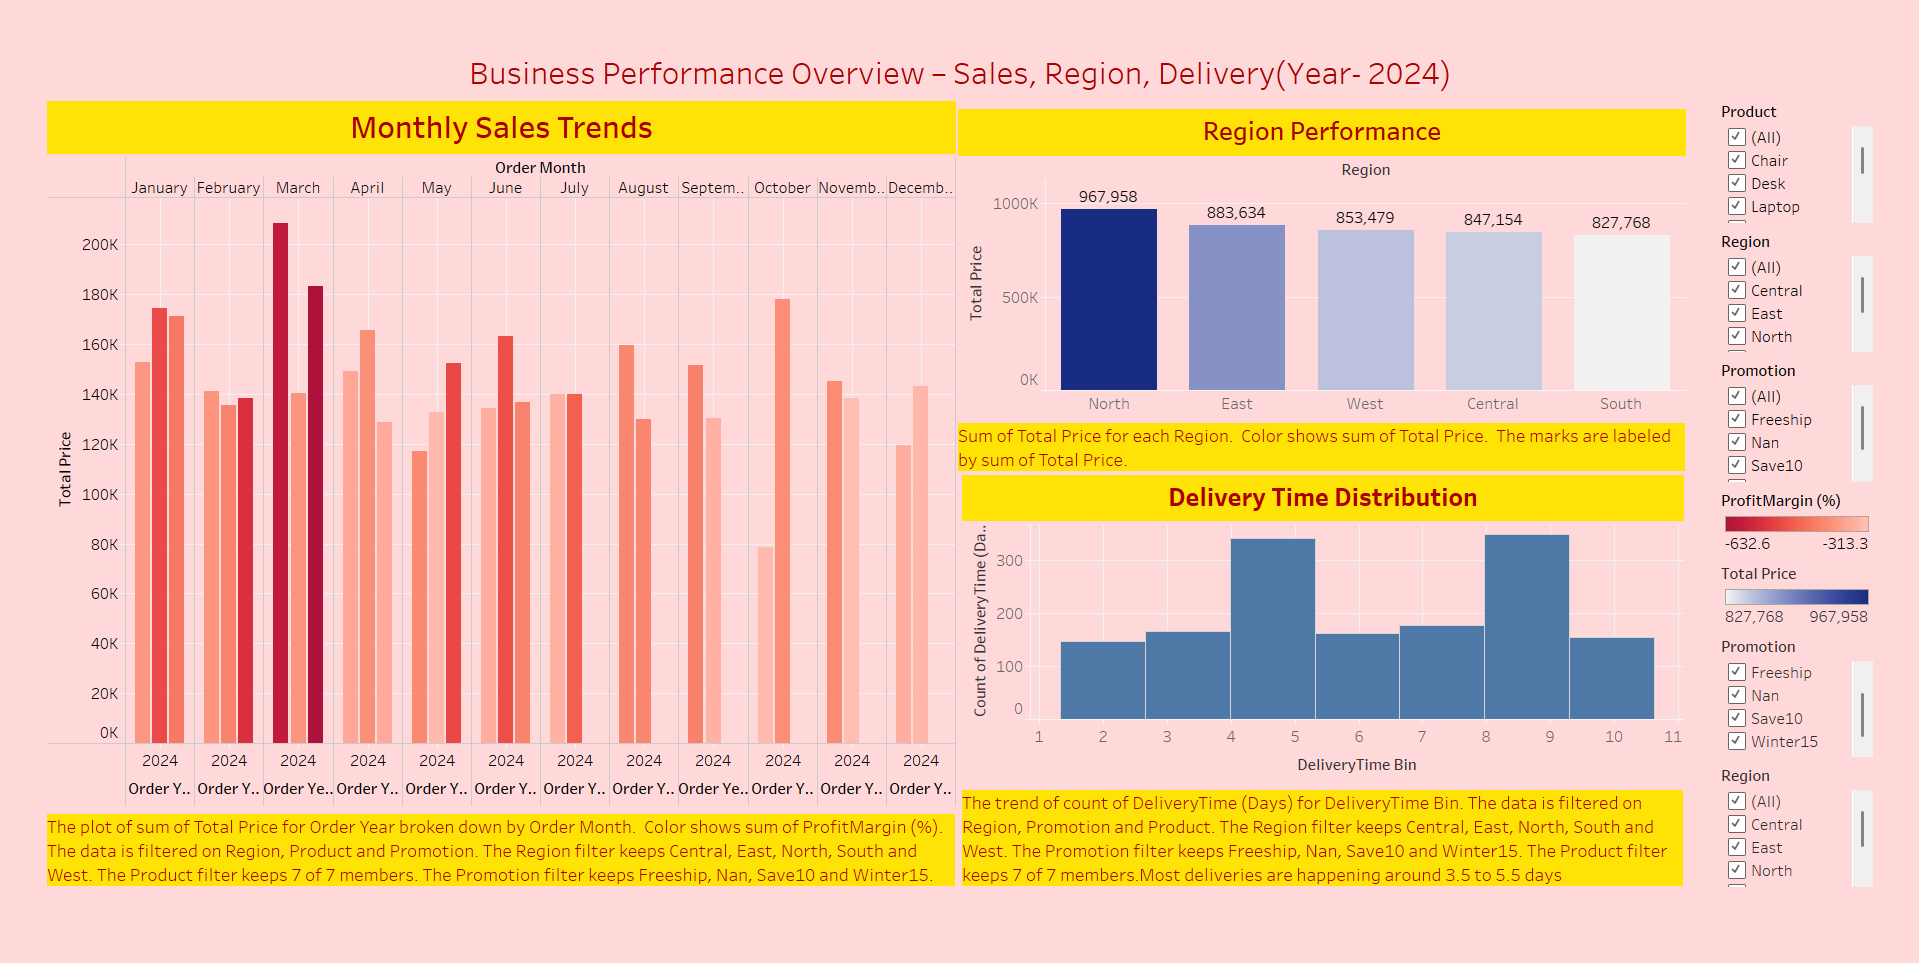 Business Performance Overview – Sales, Region, Delivery(Year- 2024)
Monthly Sales Trends
Order Month
January February March April May June July August Septem.. October Novemb.. Decemb..
Total Price
200K
180K
160K
140K
120K
100K
80K
60K
40K
20K
0K
2024 2024 2024 2024 2024 2024 2024 2024 2024 2024 2024 2024
Order Y.. Order Y.. Order Ye.. Order Y.. Order Y.. Order Y.. Order Y.. Order Y.. Order Ye.. Order Y.. Order Y.. Order Y..
The plot of sum of Total Price for Order Year broken down by Order Month.  Color shows sum of ProfitMargin (%).
The data is filtered on Region, Product and Promotion. The Region filter keeps Central, East, North, South and
West. The Product filter keeps 7 of 7 members. The Promotion filter keeps Freeship, Nan, Save10 and Winter15.
Region Performance
Region
Total Price
1000K
500K
0K
967,958
883,634
853,479
847,154
827,768
North East West Central South
Sum of Total Price for each Region.  Color shows sum of Total Price.  The marks are labeled
by sum of Total Price.
Delivery Time Distribution
Count of DeliveryTime (Da..
300
200
100
0
1 2 3 4 5 6 7 8 9 10 11
DeliveryTime Bin
The trend of count of DeliveryTime (Days) for DeliveryTime Bin. The data is filtered on
Region, Promotion and Product. The Region filter keeps Central, East, North, South and
West. The Promotion filter keeps Freeship, Nan, Save10 and Winter15. The Product filter
keeps 7 of 7 members.Most deliveries are happening around 3.5 to 5.5 days
Product
(All)
Chair
Desk
Laptop
Region
(All)
Central
East
North
Promotion
(All)
Freeship
Nan
Save10
ProfitMargin (%)
-632.6 -313.3
Total Price
827,768 967,958
Promotion
Freeship
Nan
Save10
Winter15
Region
(All)
Central
East
North